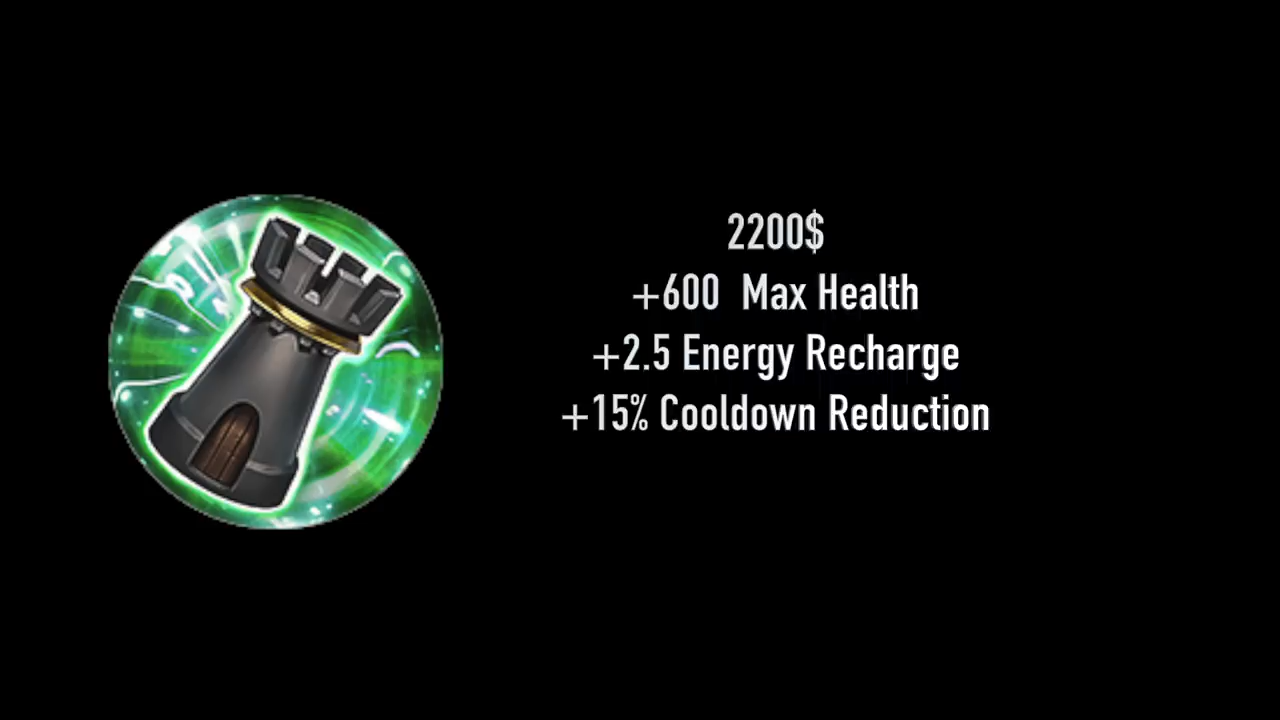 2200$
+600 Max Health
+2.5 Energy Recharge
+15% Cooldown Reduction